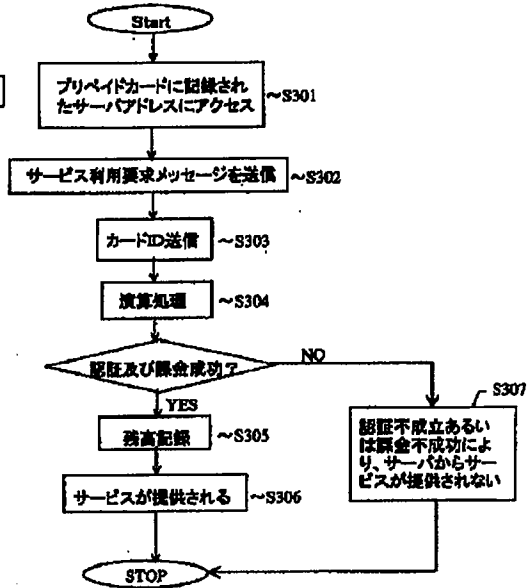 Start
プリペイドカードに記録され
たサーバアドレスにアクセス
～S301
サービス利用要求メッセージを送信
～S302
カードID送信
～S303
演算処理
～S304
認証及び課金成功？
NO
YES
S307
残高記録
～S305
認証不成立あるい
は課金不成功によ
り、サーバからサー
ビスが提供されない
サービスが提供される
～S306
STOP